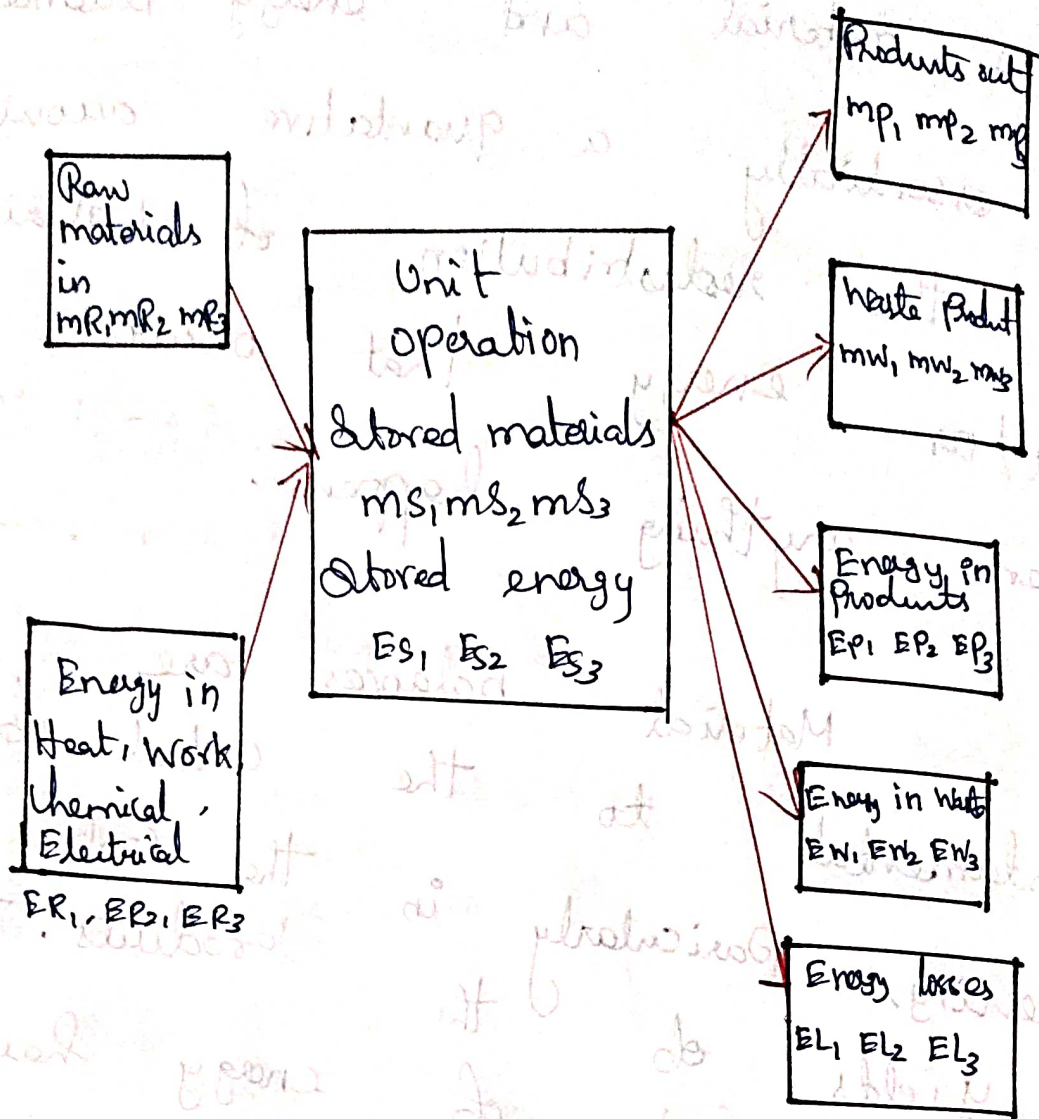 Raw
materials
in
mR₁ mR₂ mR₃
Energy in
Heat, Work
Chemical,
Electrical
ER₁, ER₂, ER₃
Unit
operation
Stored materials
mS₁ mS₂ mS₃
Stored energy
ES₁ ES₂ ES₃
Products out
mP₁ mP₂ mP₃
Waste Product
mW₁ mW₂ mW₃
Energy in
Products
EP₁ EP₂ EP₃
Energy in Waste
EW₁ EW₂ EW₃
Energy losses
EL₁ EL₂ EL₃